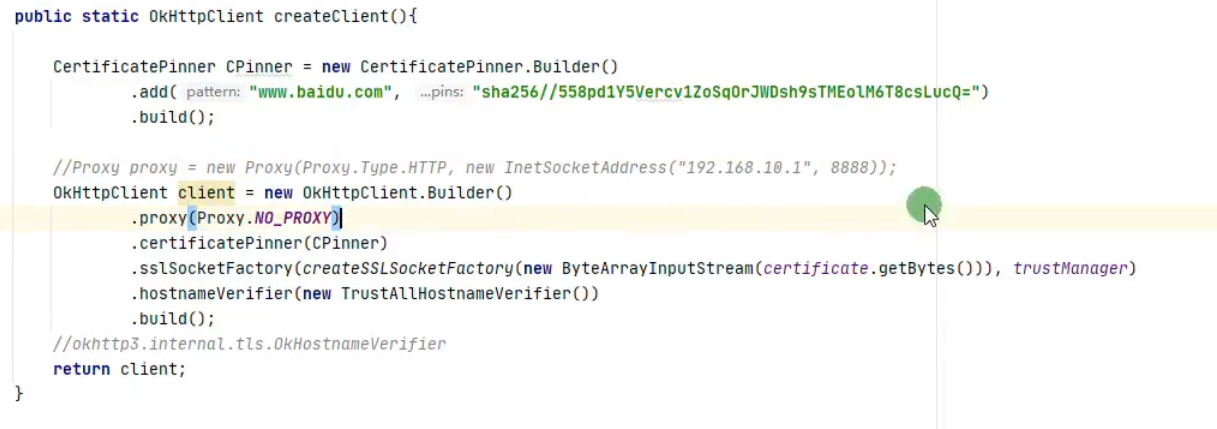 public static OkHttpClient createClient(){
CertificatePinner CPinner = new CertificatePinner.Builder()
.add( pattern: "www.baidu.com", ...pins: "sha256//558pd1Y5Vercv1ZoSqOrJWDsh9sTMEolM6T8csLucQ=")
.build();
//Proxy proxy = new Proxy(Proxy.Type.HTTP, new InetSocketAddress("192.168.10.1", 8888));
OkHttpClient client = new OkHttpClient.Builder()
.proxy(Proxy.NO_PROXY)
.certificatePinner(CPinner)
.sslSocketFactory(createSSLSocketFactory(new ByteArrayInputStream(certificate.getBytes())), trustManager)
.hostnameVerifier(new TrustAllHostnameVerifier())
.build();
//okhttp3.internal.tls.OkHostnameVerifier
return client;
}